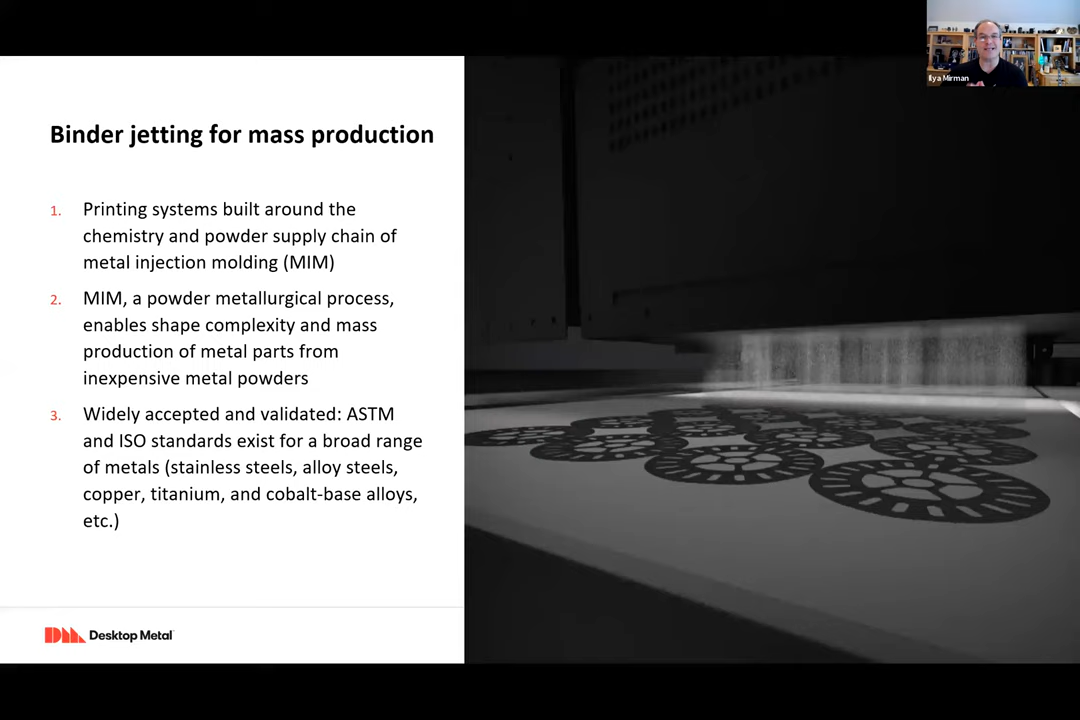 Ilya Mirman
Binder jetting for mass production
1. Printing systems built around the
chemistry and powder supply chain of
metal injection molding (MIM)
2. MIM, a powder metallurgical process,
enables shape complexity and mass
production of metal parts from
inexpensive metal powders
3. Widely accepted and validated: ASTM
and ISO standards exist for a broad range
of metals (stainless steels, alloy steels,
copper, titanium, and cobalt-base alloys,
etc.)
DM Desktop Metal